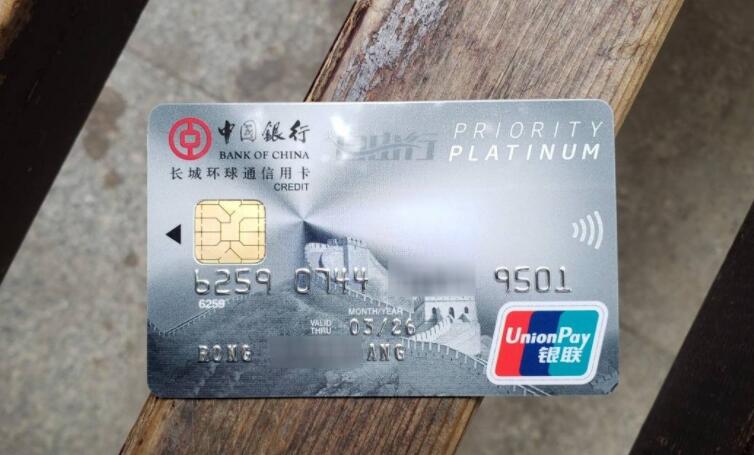 中国银行
BANK OF CHINA
长城环球通信用卡
CREDIT
PRIORITY
PLATINUM
6259 0744 9501
6259
MONTH/YEAR
VALID THRU 03/26
RONG ANG
UnionPay
银联